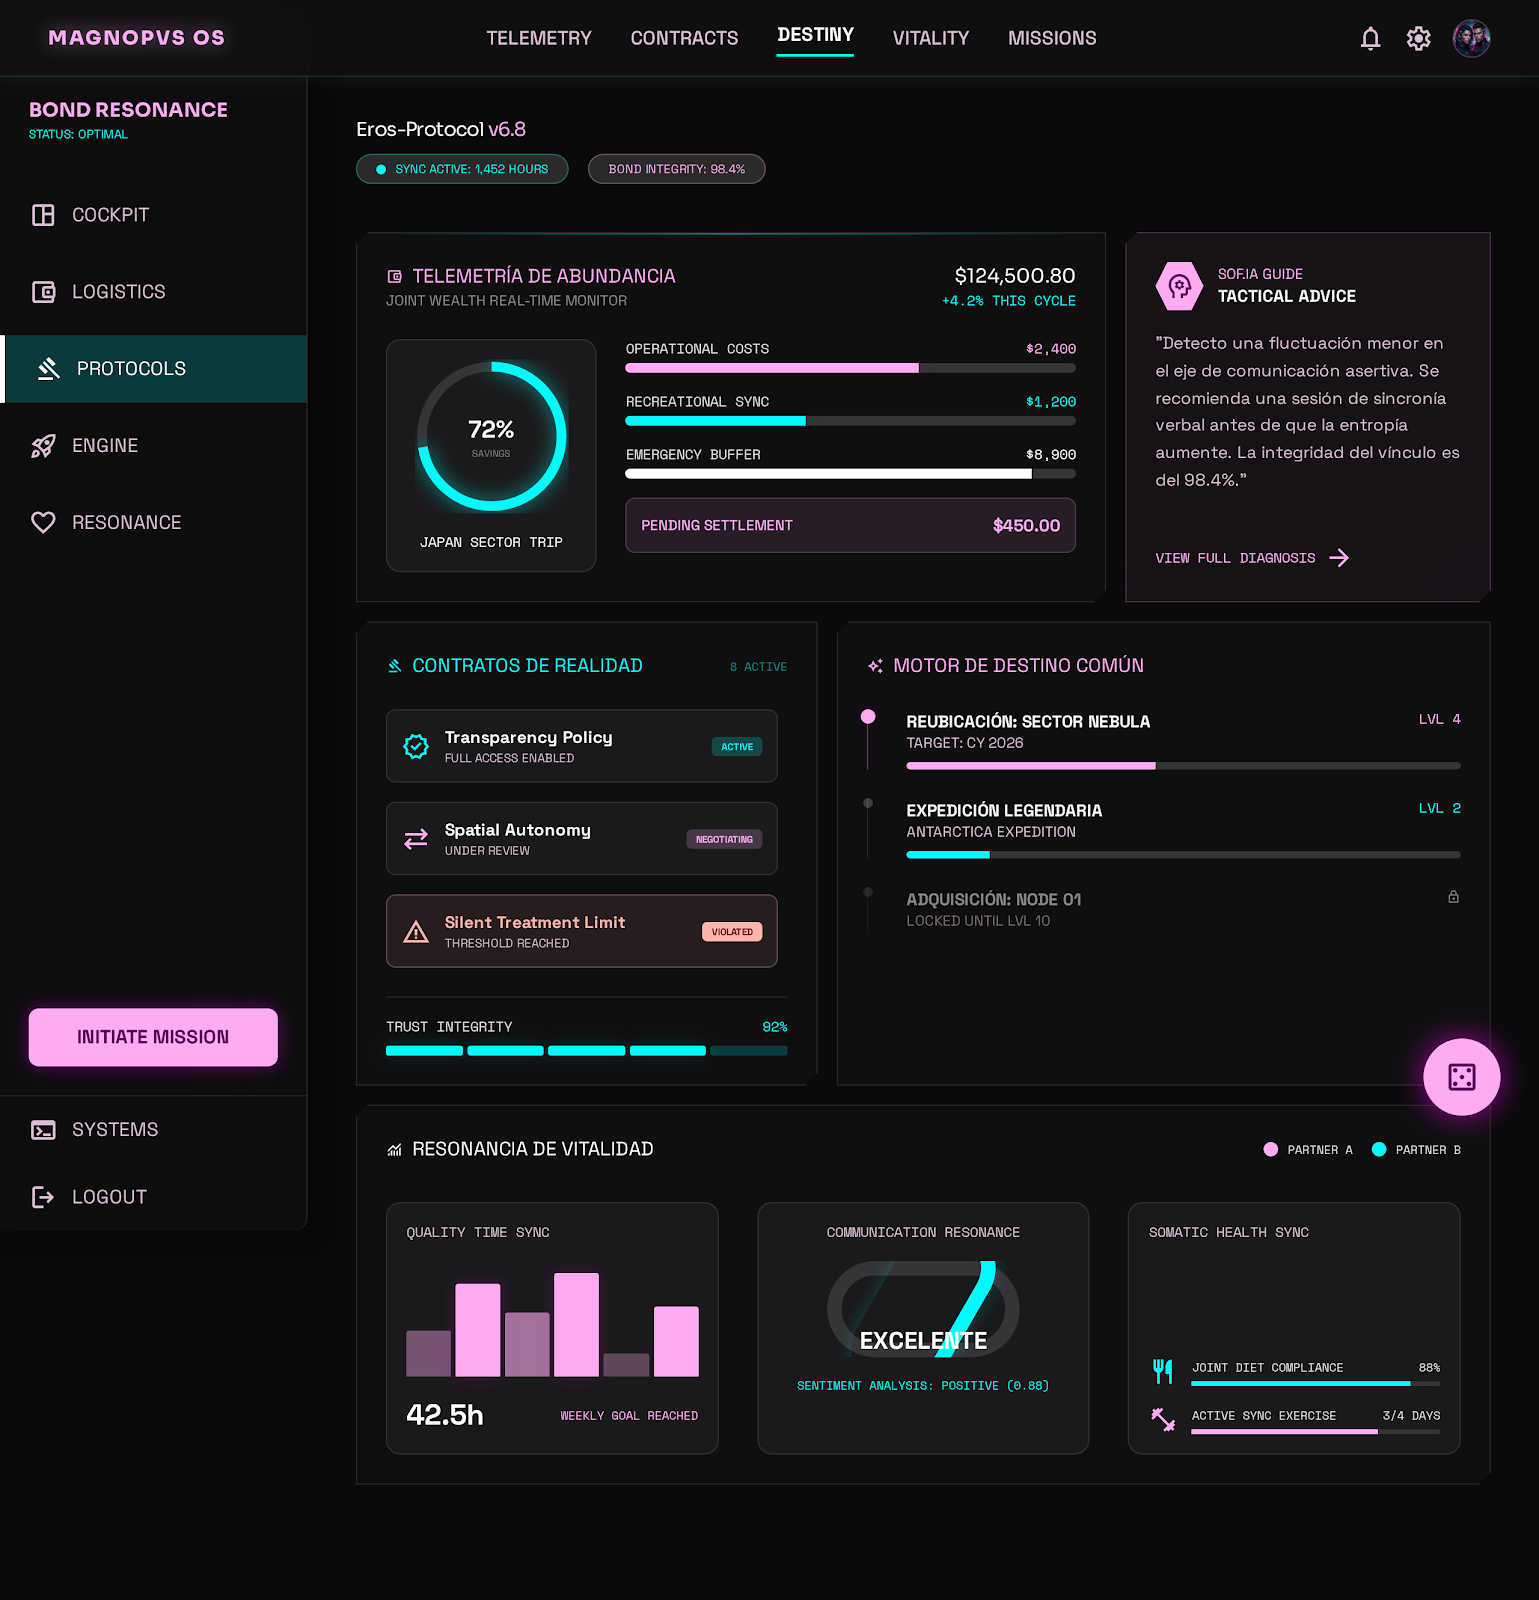 MAGNOPVS OS
TELEMETRY
CONTRACTS
DESTINY
VITALITY
MISSIONS
BOND RESONANCE
STATUS: OPTIMAL
COCKPIT
LOGISTICS
PROTOCOLS
ENGINE
RESONANCE
INITIATE MISSION
SYSTEMS
LOGOUT
Eros-Protocol v6.8
SYNC ACTIVE: 1,452 HOURS
BOND INTEGRITY: 98.4%
TELEMETRÍA DE ABUNDANCIA
JOINT WEALTH REAL-TIME MONITOR
$124,500.80
+4.2% THIS CYCLE
72%
SAVINGS
JAPAN SECTOR TRIP
OPERATIONAL COSTS $2,400
RECREATIONAL SYNC $1,200
EMERGENCY BUFFER $8,900
PENDING SETTLEMENT $450.00
SOF.IA GUIDE
TACTICAL ADVICE
"Detecto una fluctuación menor en
el eje de comunicación asertiva. Se
recomienda una sesión de sincronía
verbal antes de que la entropía
aumente. La integridad del vínculo es
del 98.4%."
VIEW FULL DIAGNOSIS
CONTRATOS DE REALIDAD
8 ACTIVE
Transparency Policy
FULL ACCESS ENABLED
ACTIVE
Spatial Autonomy
UNDER REVIEW
NEGOTIATING
Silent Treatment Limit
THRESHOLD REACHED
VIOLATED
TRUST INTEGRITY 92%
MOTOR DE DESTINO COMÚN
REUBICACIÓN: SECTOR NEBULA
LVL 4
TARGET: CY 2026
EXPEDICIÓN LEGENDARIA
LVL 2
ANTARCTICA EXPEDITION
ADQUISICIÓN: NODE 01
LOCKED UNTIL LVL 10
RESONANCIA DE VITALIDAD
PARTNER A
PARTNER B
QUALITY TIME SYNC
42.5h
WEEKLY GOAL REACHED
COMMUNICATION RESONANCE
EXCELENTE
SENTIMENT ANALYSIS: POSITIVE (0.88)
SOMATIC HEALTH SYNC
JOINT DIET COMPLIANCE 88%
ACTIVE SYNC EXERCISE 3/4 DAYS